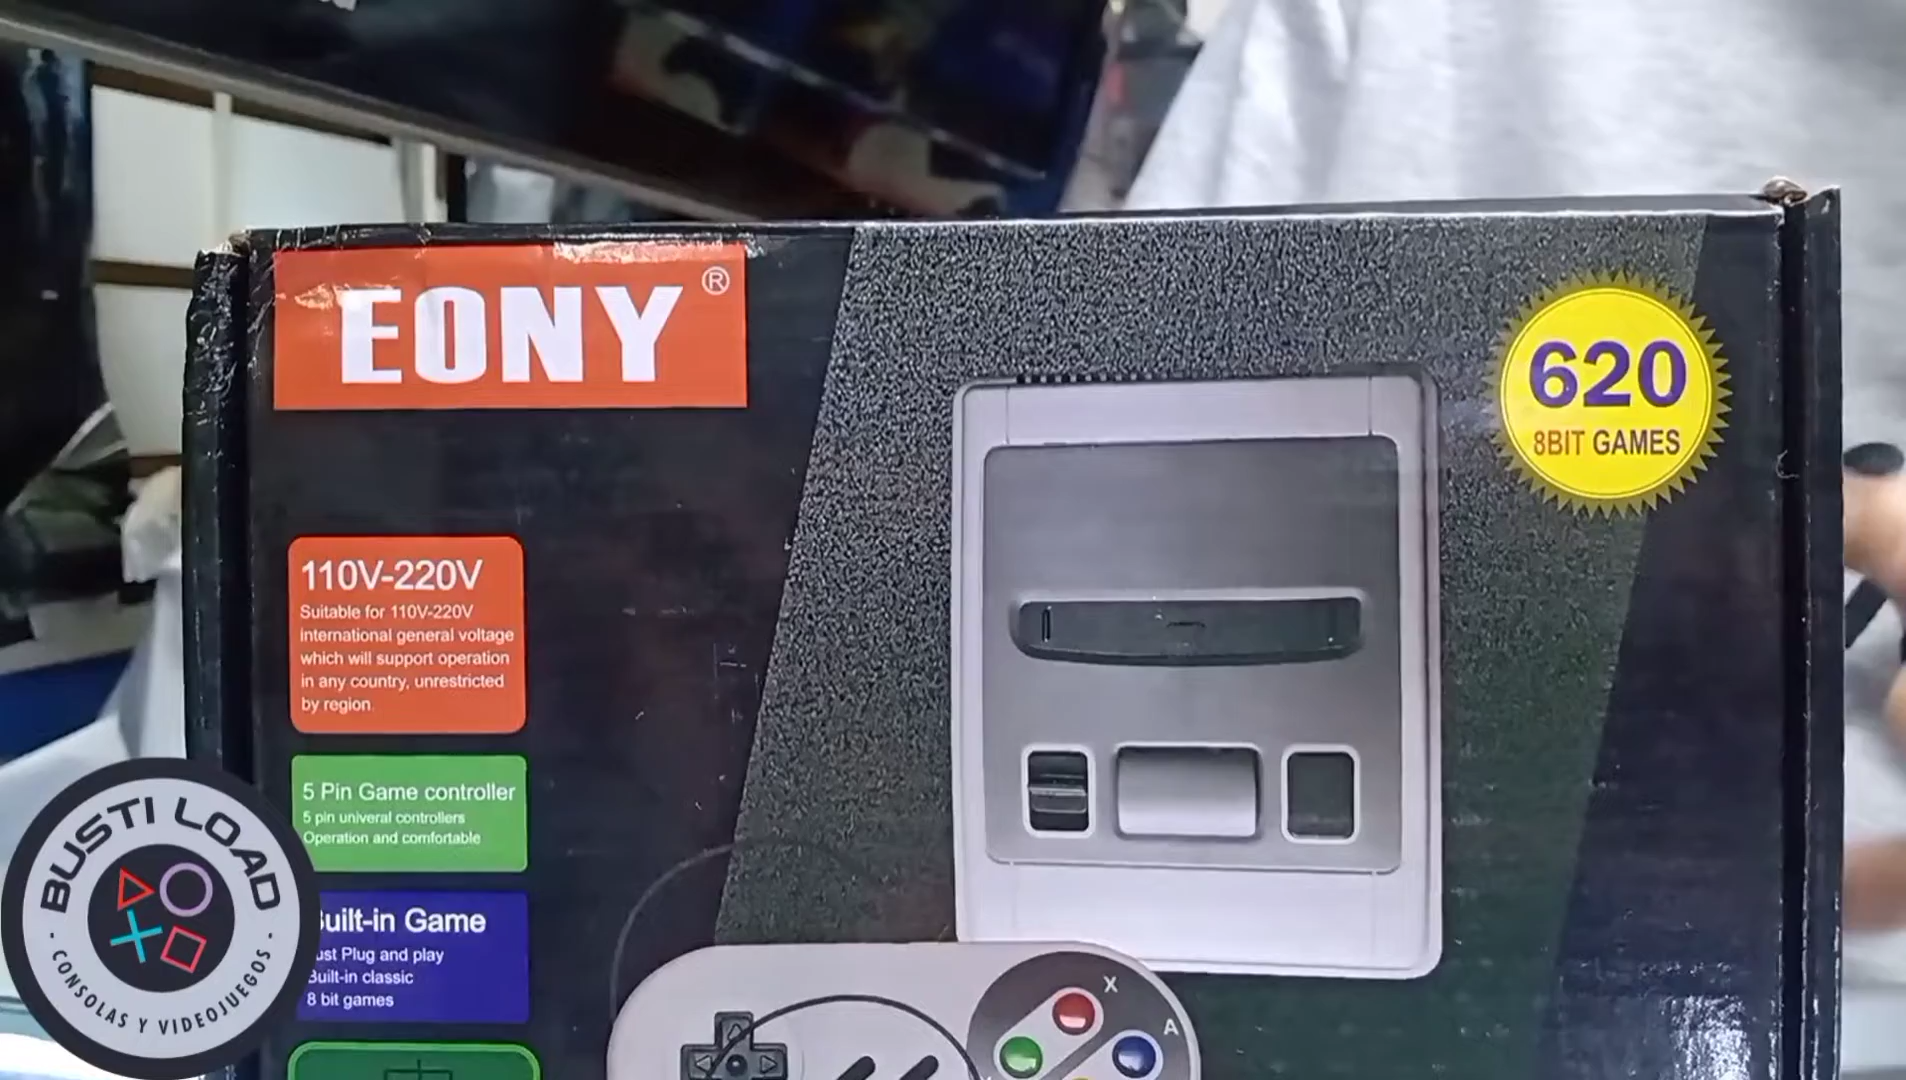 EONY ®
620
8BIT GAMES
110V-220V
Suitable for 110V-220V
international general voltage
which will support operation
in any country, unrestricted
by region.
5 Pin Game controller
5 pin univeral controllers
Operation and comfortable
Built-in Game
Just Plug and play
Built-in classic
8 bit games
X
A
BUSTI LOAD
· CONSOLAS Y VIDEOJUEGOS ·